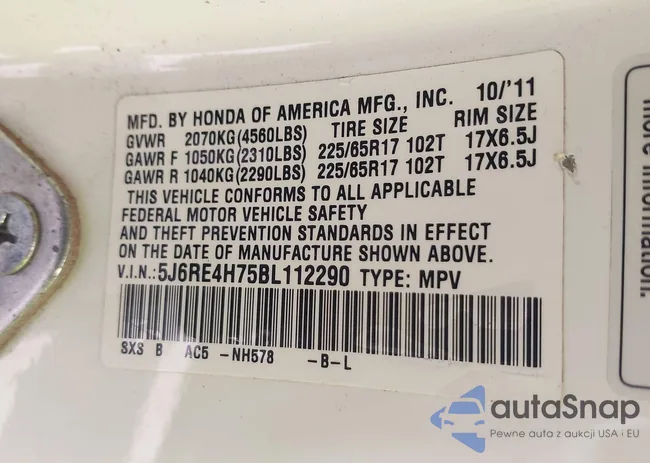 MFD. BY HONDA OF AMERICA MFG., INC. 10/'11
GVWR 2070KG(4560LBS) TIRE SIZE RIM SIZE
GAWR F 1050KG(2310LBS) 225/65R17 102T 17X6.5J
GAWR R 1040KG(2290LBS) 225/65R17 102T 17X6.5J
THIS VEHICLE CONFORMS TO ALL APPLICABLE
FEDERAL MOTOR VEHICLE SAFETY
AND THEFT PREVENTION STANDARDS IN EFFECT
ON THE DATE OF MANUFACTURE SHOWN ABOVE.
V.I.N.:5J6RE4H75BL112290 TYPE: MPV
SXS B AC5 -NH578 -B-L
more information.
autaSnap
Pewne auta z aukcji USA i EU